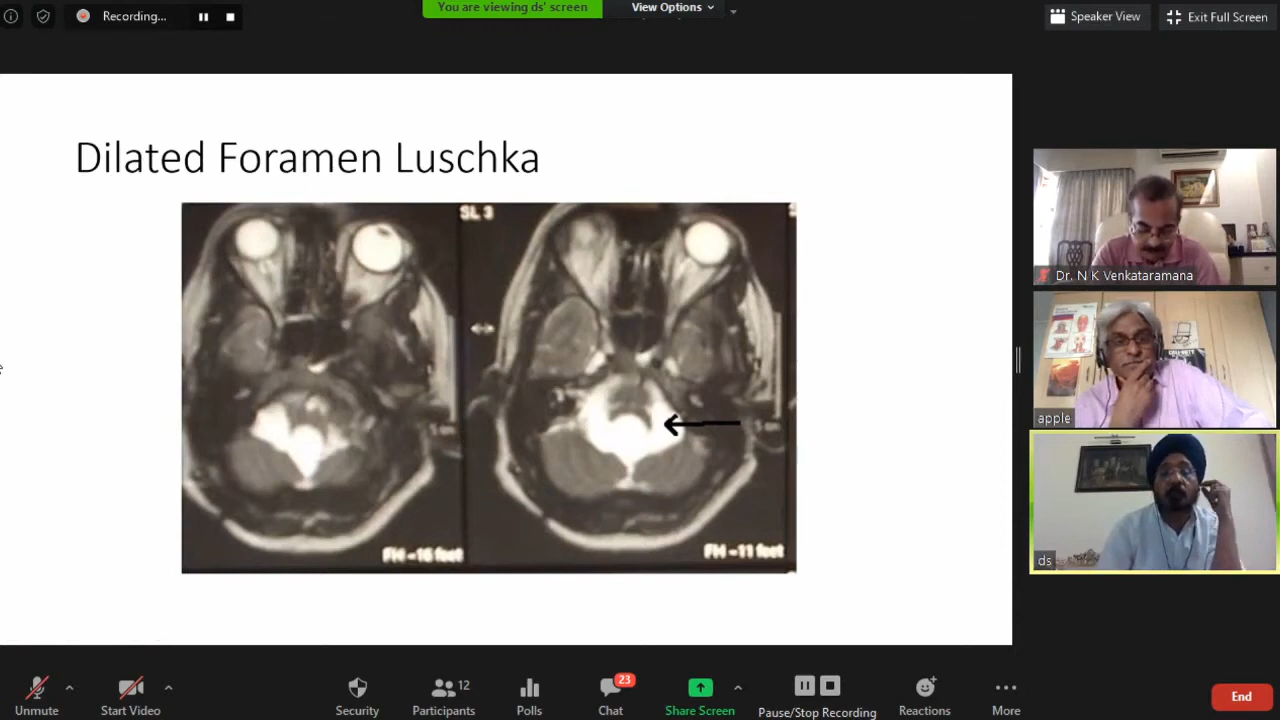 Recording...
You are viewing ds' screen
View Options
Speaker View
Exit Full Screen
Dilated Foramen Luschka
SL 3
FH -16 feet
FH -11 feet
5 cm
Dr. N K Venkataramana
apple
ds
Unmute
Start Video
Security
Participants
12
Polls
Chat
23
Share Screen
Pause/Stop Recording
Reactions
More
End